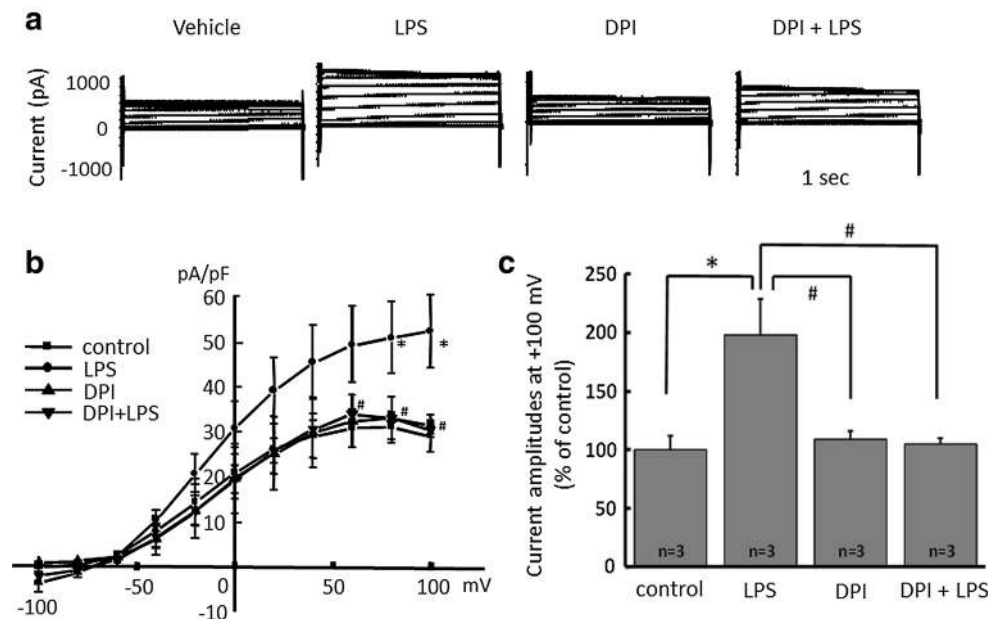 a
Vehicle LPS DPI DPI + LPS
Current (pA)
1000
0
-1000
1 sec
b
pA/pF
60
50
40
30
20
10
-10
-100 -50 0 50 100 mV
control
LPS
DPI
DPI+LPS
* *
# # #
c
Current amplitudes at +100 mV
(% of control)
250
200
150
100
50
0
* # #
n=3 n=3 n=3 n=3
control LPS DPI DPI + LPS